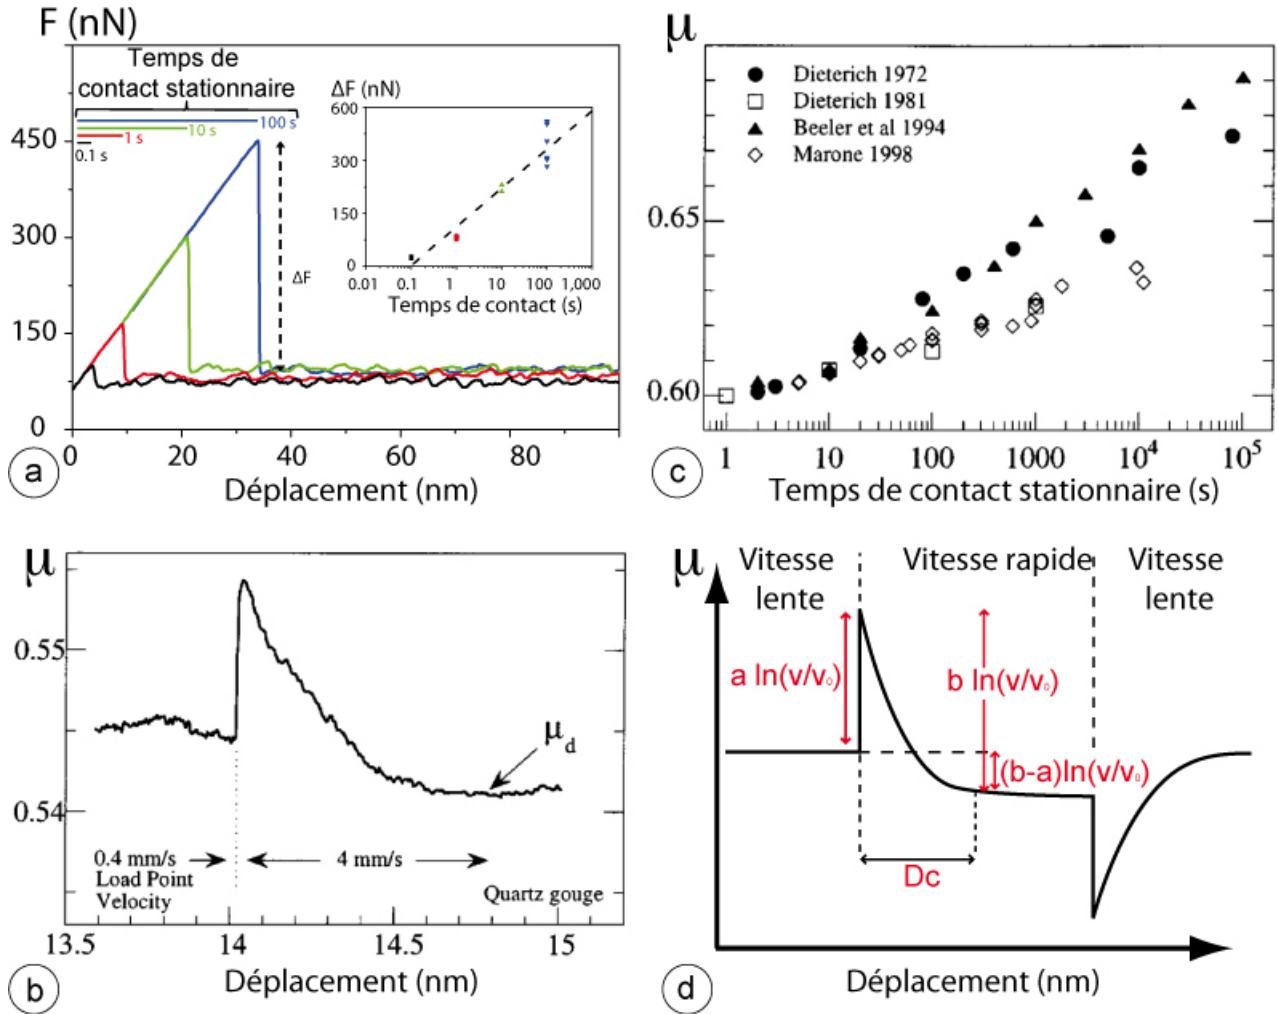 F (nN)
Temps de
contact stationnaire
100 s
10 s
1 s
0.1 s
450
300
150
0
0
20
40
60
80
Déplacement (nm)
ΔF
a
ΔF (nN)
600
300
150
0
0.01
0.1
1
10
100
1,000
Temps de contact (s)
μ
Dieterich 1972
Dieterich 1981
Beeler et al 1994
Marone 1998
0.65
0.60
1
10
100
1000
10⁴
10⁵
Temps de contact stationnaire (s)
c
μ
0.55
0.54
μd
0.4 mm/s
Load Point
Velocity
4 mm/s
Quartz gouge
13.5
14
14.5
15
Déplacement (nm)
b
μ
Vitesse
lente
Vitesse rapide
Vitesse
lente
a ln(v/v₀)
b ln(v/v₀)
(b-a)ln(v/v₀)
Dc
Déplacement (nm)
d